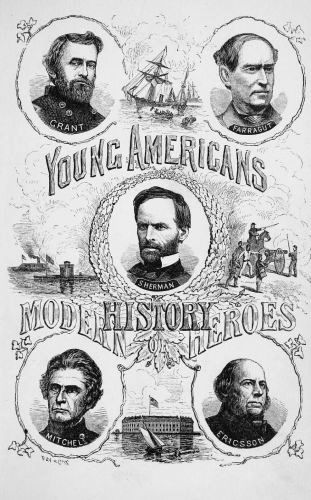 GRANT
FARRAGUT
YOUNG AMERICANS
SHERMAN
MODERN HISTORY OF HEROES
MITCHEL
ERICSSON